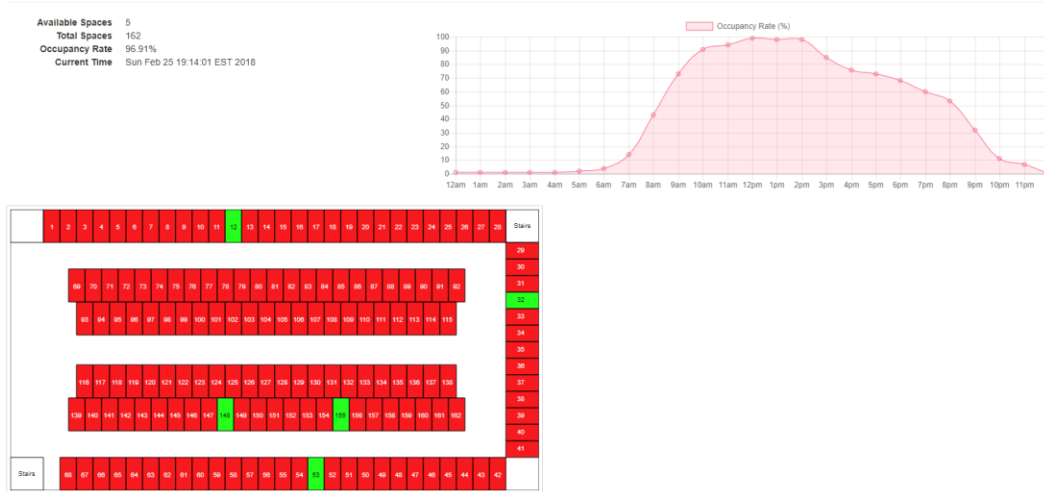 Available Spaces 5
Total Spaces 162
Occupancy Rate 96.91%
Current Time Sun Feb 25 19:14:01 EST 2018
Occupancy Rate (%)
100
90
80
70
60
50
40
30
20
10
0
12am 1am 2am 3am 4am 5am 6am 7am 8am 9am 10am 11am 12pm 1pm 2pm 3pm 4pm 5pm 6pm 7pm 8pm 9pm 10pm 11pm
1 2 3 4 5 6 7 8 9 10 11 12 13 14 15 16 17 18 19 20 21 22 23 24 25 26 27 28 Stairs
29
30
31
32
33
34
35
36
37
38
39
40
41
69 70 71 72 73 74 75 76 77 78 79 80 81 82 83 84 85 86 87 88 89 90 91 92
93 94 95 96 97 98 99 100 101 102 103 104 105 106 107 108 109 110 111 112 113 114 115
116 117 118 119 120 121 122 123 124 125 126 127 128 129 130 131 132 133 134 135 136 137 138
139 140 141 142 143 144 145 146 147 148 149 150 151 152 153 154 155 156 157 158 159 160 161 162
Stairs 68 67 66 65 64 63 62 61 60 59 58 57 56 55 54 53 52 51 50 49 48 47 46 45 44 43 42